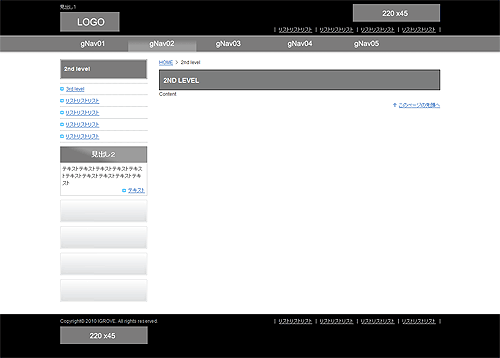 見出し1
LOGO
220 x45
| リストリストリスト | リストリストリスト | リストリストリスト | リストリストリスト |
gNav01 gNav02 gNav03 gNav04 gNav05
2nd level
3rd level
リストリストリスト
リストリストリスト
リストリストリスト
リストリストリスト
見出し2
テキストテキストテキストテキストテキス
トテキストテキストテキストテキストテキ
スト
テキスト
HOME > 2nd level
2ND LEVEL
Content
このページの先頭へ
Copyright© 2010 IGROVE. All rights reserved.
| リストリストリスト | リストリストリスト | リストリストリスト | リストリストリスト |
220 x45